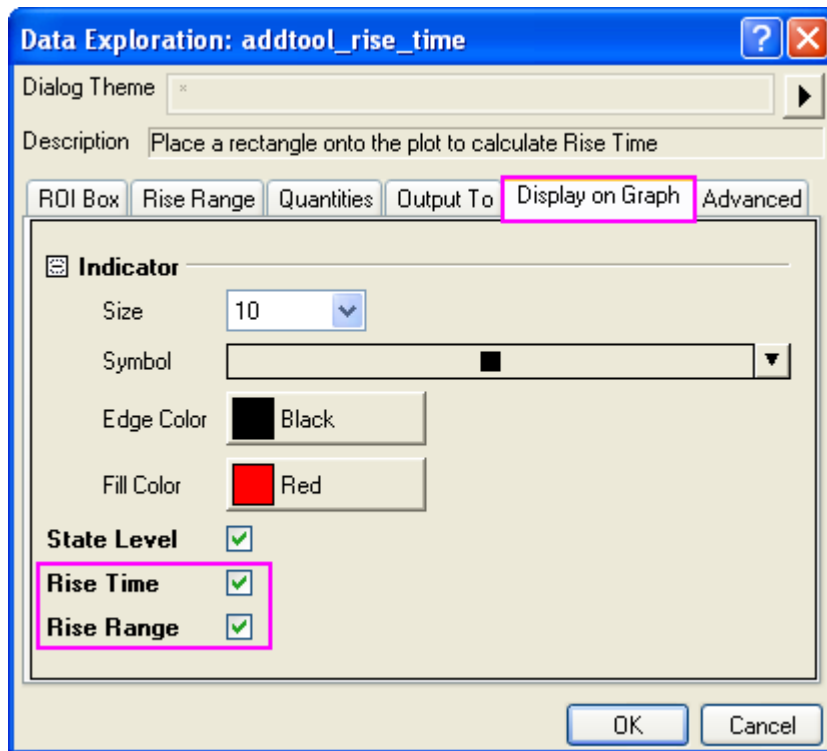 Data Exploration: addtool_rise_time
Dialog Theme *
Description Place a rectangle onto the plot to calculate Rise Time
ROI Box Rise Range Quantities Output To Display on Graph Advanced
Indicator
Size 10
Symbol
Edge Color Black
Fill Color Red
State Level
Rise Time
Rise Range
OK Cancel